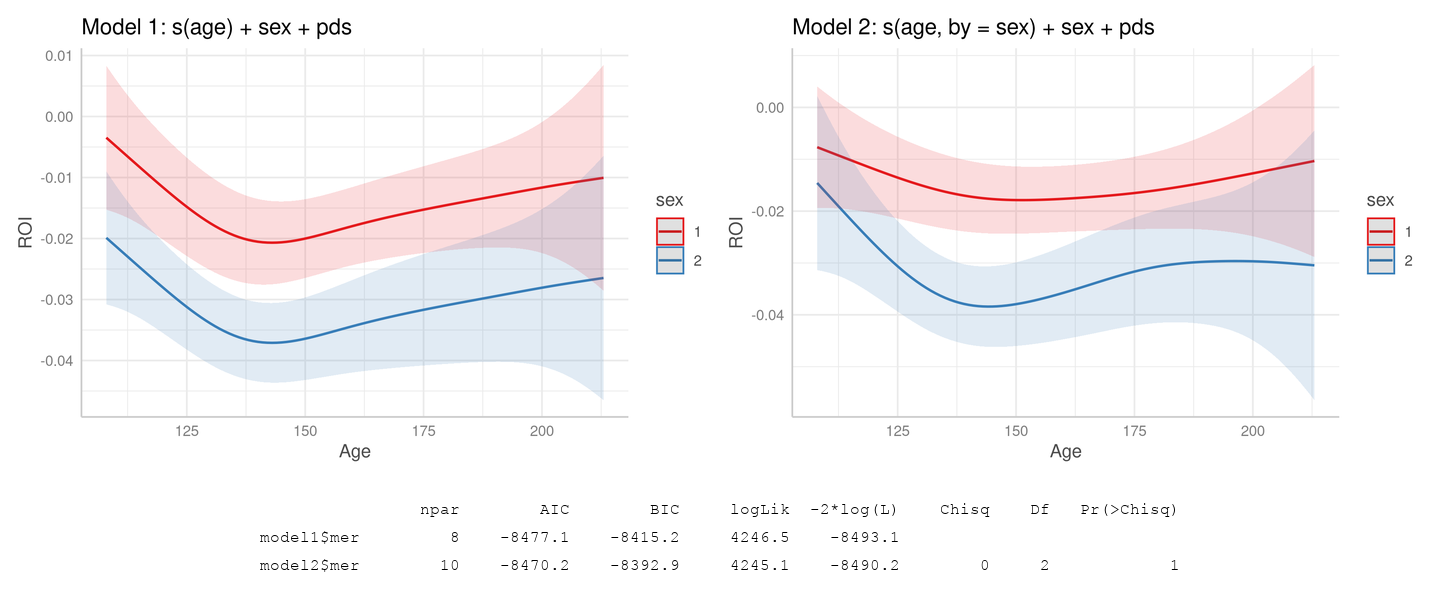 Model 1: s(age) + sex + pds
0.01
0.00
-0.01
-0.02
-0.03
-0.04
ROI
125 150 175 200
Age
sex
1
2
Model 2: s(age, by = sex) + sex + pds
0.00
-0.02
-0.04
ROI
125 150 175 200
Age
sex
1
2
npar AIC BIC logLik -2*log(L) Chisq Df Pr(>Chisq)
model1$mer 8 -8477.1 -8415.2 4246.5 -8493.1
model2$mer 10 -8470.2 -8392.9 4245.1 -8490.2 0 2 1